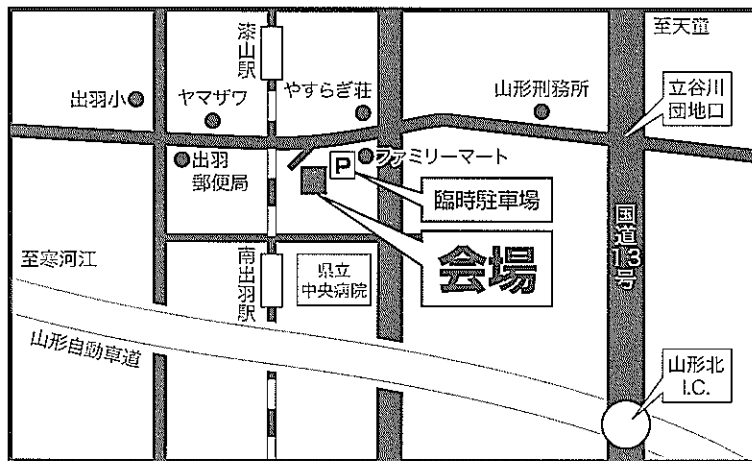 至天童
漆山駅
出羽小
ヤマザワ
やすらぎ荘
山形刑務所
立谷川
団地口
出羽
郵便局
P
ファミリーマート
臨時駐車場
会場
国道13号
至寒河江
南出羽駅
県立
中央病院
山形自動車道
山形北
I.C.